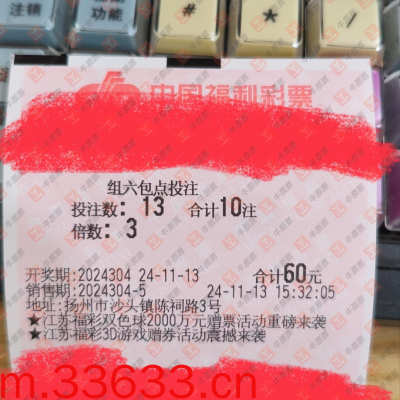 注销
功能
#
*
/
中国福利彩票
组六包点投注
投注数: 13 合计10注
倍数: 3
开奖期:2024304 24-11-13 合计60元
销售期:2024304-5 24-11-13 15:32:05
地址:扬州市沙头镇陈祠路3号
★江苏福彩双色球2000万元赠票活动重磅来袭
★江苏福彩3D游戏赠券活动震撼来袭
m.33633.cn